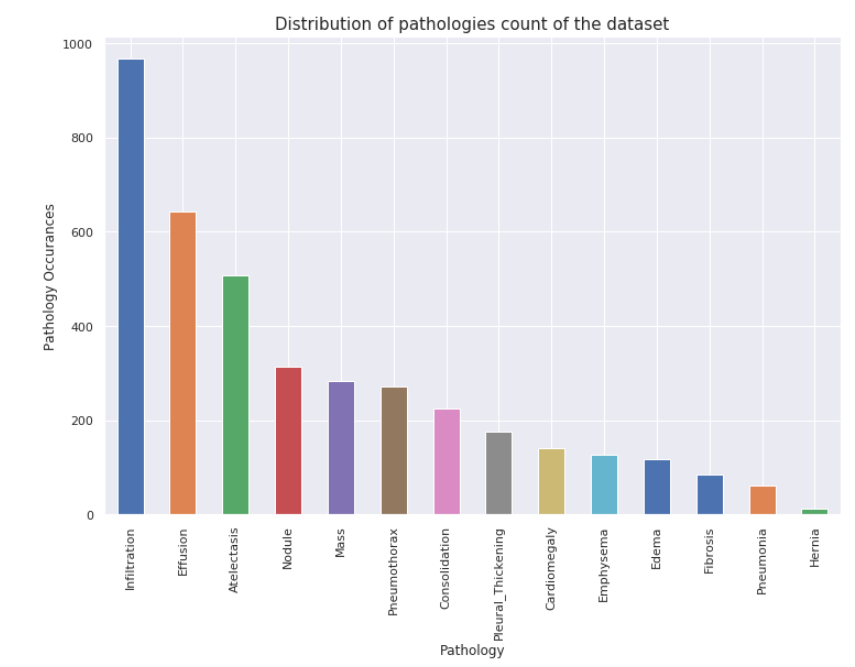 Distribution of pathologies count of the dataset
1000
800
600
400
200
0
Pathology Occurances
Infiltration
Effusion
Atelectasis
Nodule
Mass
Pneumothorax
Consolidation
Pleural_Thickening
Cardiomegaly
Emphysema
Edema
Fibrosis
Pneumonia
Hernia
Pathology